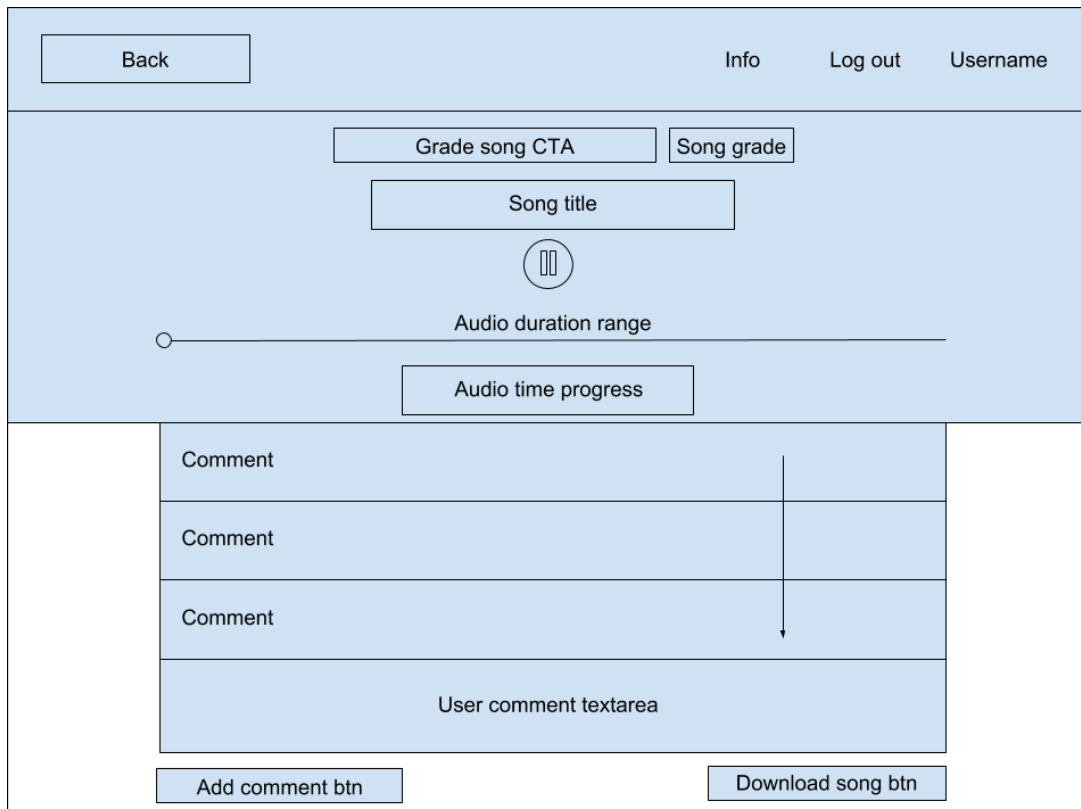 Back
Info
Log out
Username
Grade song CTA
Song grade
Song title
Audio duration range
Audio time progress
Comment
Comment
Comment
User comment textarea
Add comment btn
Download song btn